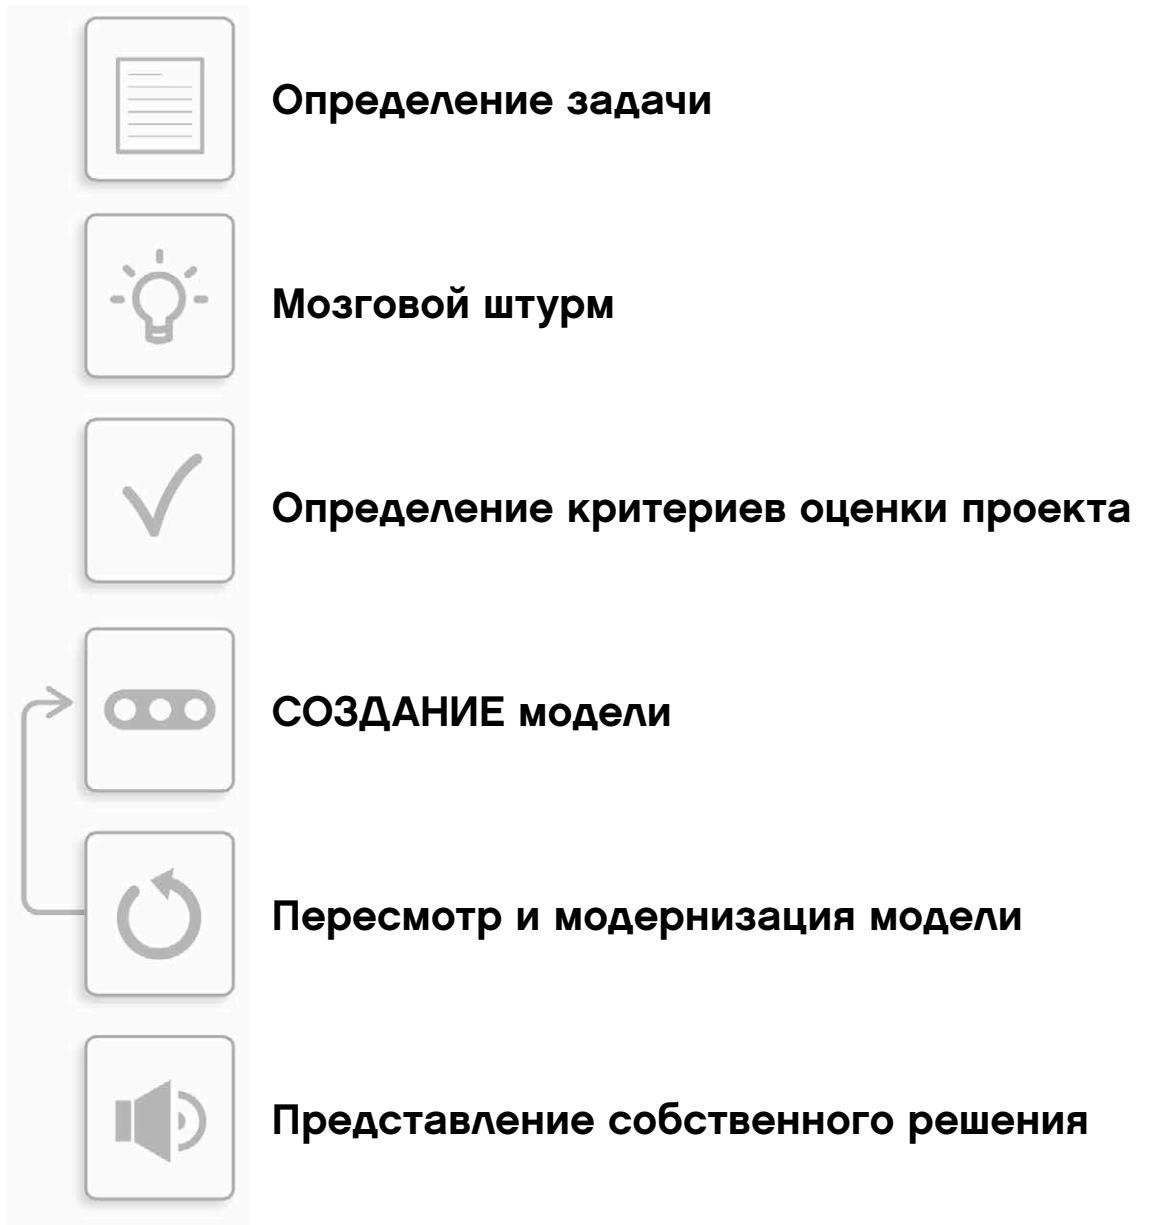 Определение задачи
Мозговой штурм
Определение критериев оценки проекта
СОЗДАНИЕ модели
Пересмотр и модернизация модели
Представление собственного решения